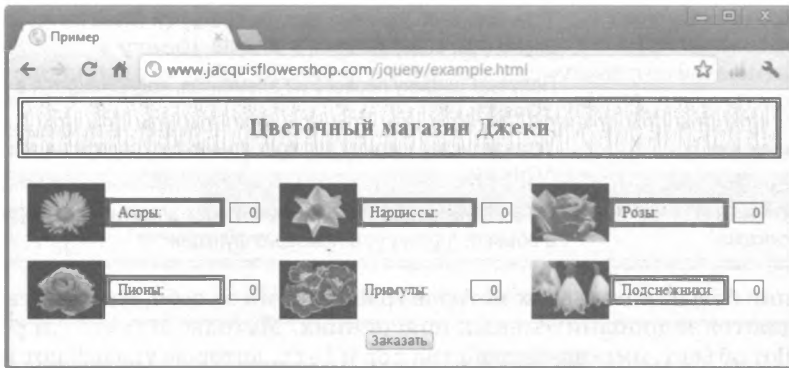 Пример
www.jacquisflowershop.com/jquery/example.html
Цветочный магазин Джеки
Астры: 0 Нарциссы: 0 Розы: 0
Пионы: 0 Примулы: 0 Подснежники: 0
Заказать